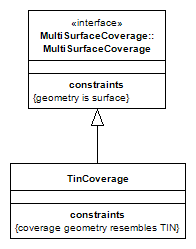 «interface»
MultiSurfaceCoverage::
MultiSurfaceCoverage
constraints
{geometry is surface}
TinCoverage
constraints
{coverage geometry resembles TIN}